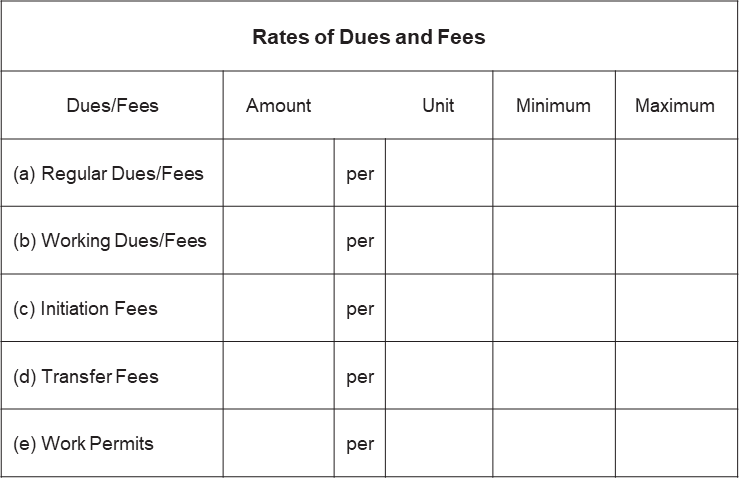 Rates of Dues and Fees
Dues/Fees Amount Unit Minimum Maximum
(a) Regular Dues/Fees per
(b) Working Dues/Fees per
(c) Initiation Fees per
(d) Transfer Fees per
(e) Work Permits per